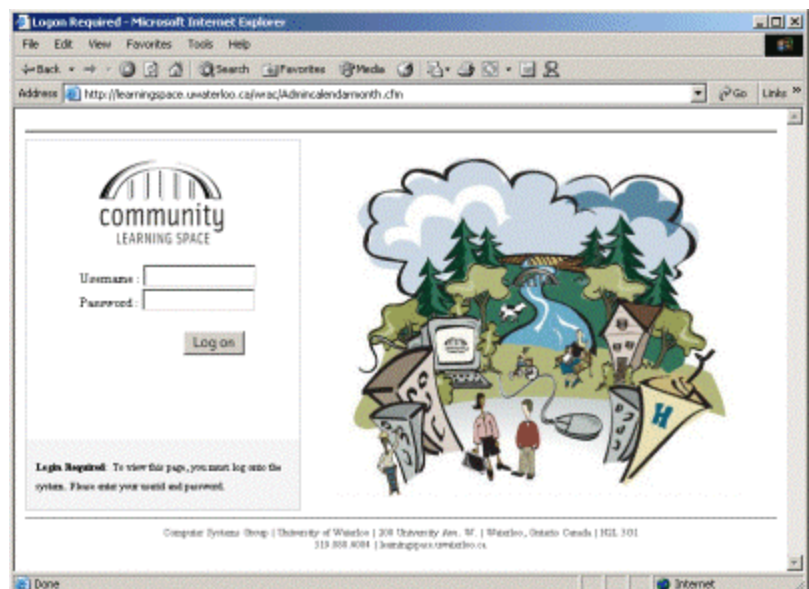 Logon Required - Microsoft Internet Explorer
File Edit View Favorites Tools Help
Back Search Favorites Media
Address http://learningspace.uwaterloo.ca/wrac/Admincalendarmonth.cfm Go Links »
community
LEARNING SPACE
Username :
Password :
Log on
H
Login Required: To view this page, you must log onto the
system. Please enter your userid and password.
Computer Systems Group | University of Waterloo | 200 University Ave. W. | Waterloo, Ontario Canada | N2L 3G1
| learningspace.uwaterloo.ca
Done Internet